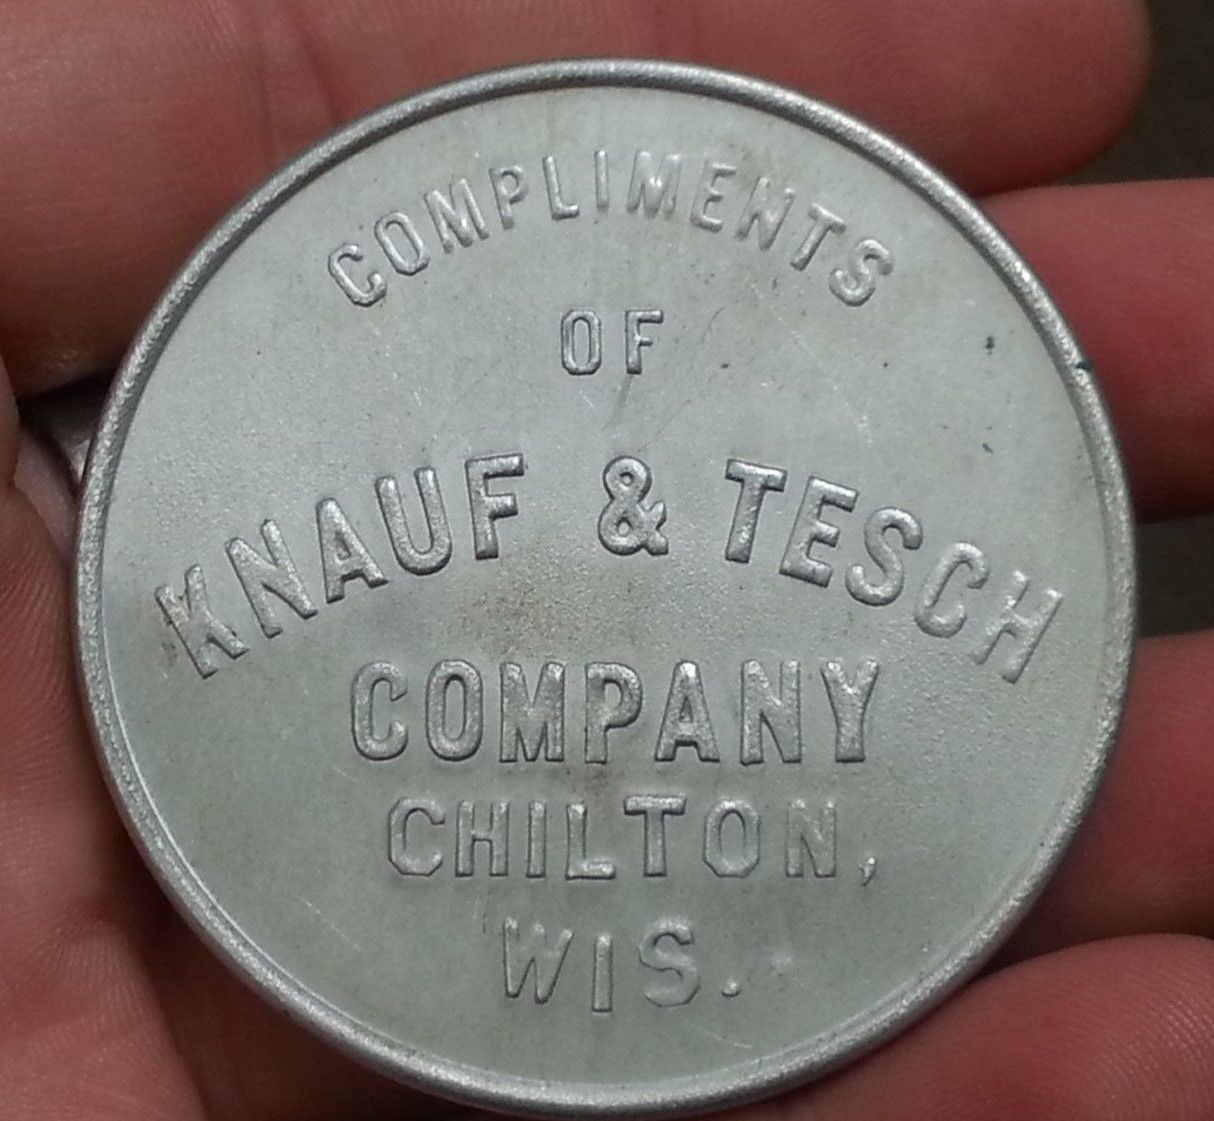 COMPLIMENTS
OF
KNAUF & TESCH
COMPANY
CHILTON,
WIS.